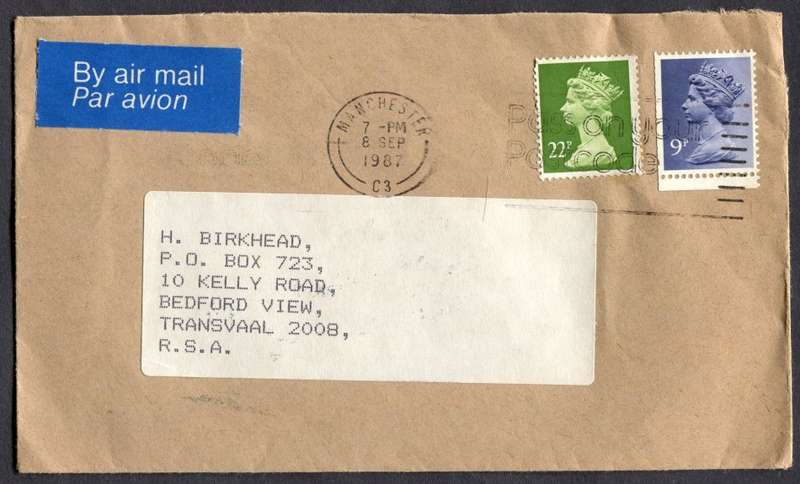 By air mail
Par avion
MANCHESTER
7 - PM
8 SEP
1987
C3
Pass on your
Postcode
22P
9P
H. BIRKHEAD,
P.O. BOX 723,
10 KELLY ROAD,
BEDFORD VIEW,
TRANSVAAL 2008,
R.S.A.